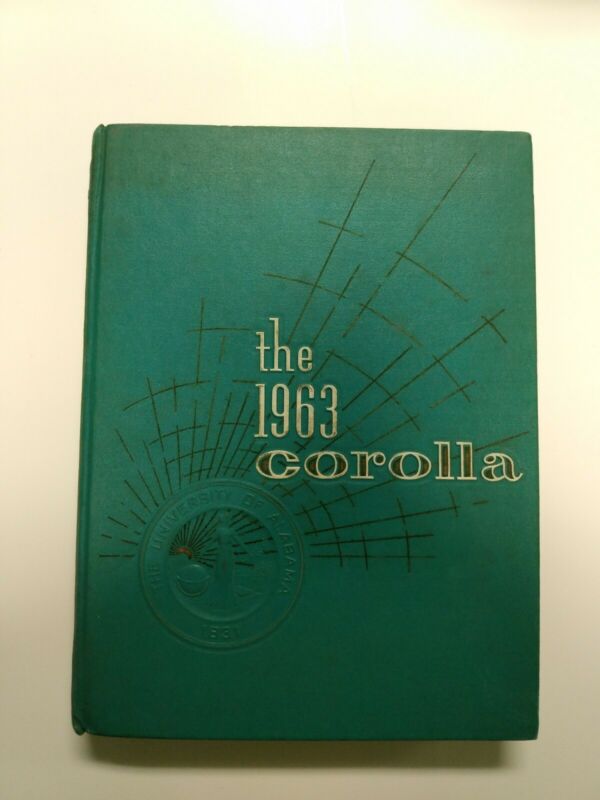 the
1963
corolla
THE UNIVERSITY OF ALABAMA
1831